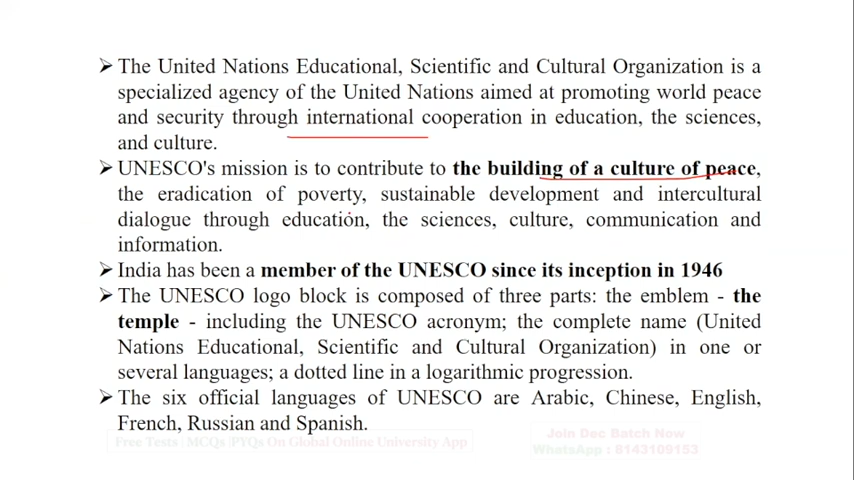 ➢ The United Nations Educational, Scientific and Cultural Organization is a
specialized agency of the United Nations aimed at promoting world peace
and security through international cooperation in education, the sciences,
and culture.
➢ UNESCO's mission is to contribute to the building of a culture of peace,
the eradication of poverty, sustainable development and intercultural
dialogue through education, the sciences, culture, communication and
information.
➢ India has been a member of the UNESCO since its inception in 1946
➢ The UNESCO logo block is composed of three parts: the emblem - the
temple - including the UNESCO acronym; the complete name (United
Nations Educational, Scientific and Cultural Organization) in one or
several languages; a dotted line in a logarithmic progression.
➢ The six official languages of UNESCO are Arabic, Chinese, English,
French, Russian and Spanish.
Free Tests | MCQs |PYQs On Global Online University App
Join Dec Batch Now
WhatsApp : 8143109153